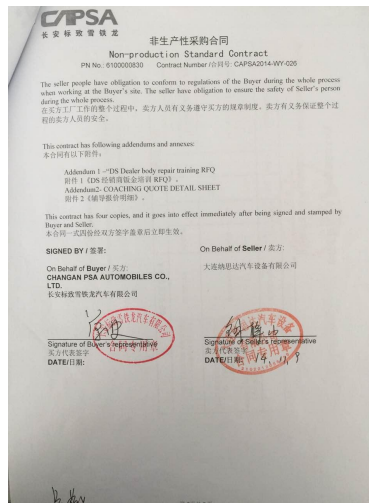 CAPSA
长安标致雪铁龙
非生产性采购合同
Non-production Standard Contract
PN No.: 6100000830 Contract Number /合同号: CAPSA2014-WY-026
The seller people have obligation to conform to regulations of the Buyer during the whole process
when working at the Buyer's site. The seller have obligation to ensure the safety of Seller's person
during the whole process.
在买方工厂工作的整个过程中，卖方人员有义务遵守买方的规章制度。卖方有义务保证整个过
程的卖方人员的安全。
This contract has following addendums and annexes:
本合同有以下附件：
Addendum 1 –"DS Dealer body repair training RFQ
附件 1《DS 经销商钣金培训 RFQ》。
Addendum2- COACHING QUOTE DETAIL SHEET
附件 2《辅导报价明细》。
This contract has four copies, and it goes into effect immediately after being signed and stamped by
Buyer and Seller.
本合同一式四份经双方签字盖章后立即生效。
SIGNED BY / 签署:
On Behalf of Seller / 卖方:
On Behalf of Buyer / 买方:
大连纳思达汽车设备有限公司
CHANGAN PSA AUTOMOBILES CO.,
LTD.
长安标致雪铁龙汽车有限公司
Signature of Buyer's representative
买方代表签字
DATE/日期:
Signature of Seller's representative
卖方代表签字
DATE/日期:
合同专用章
合同专用章